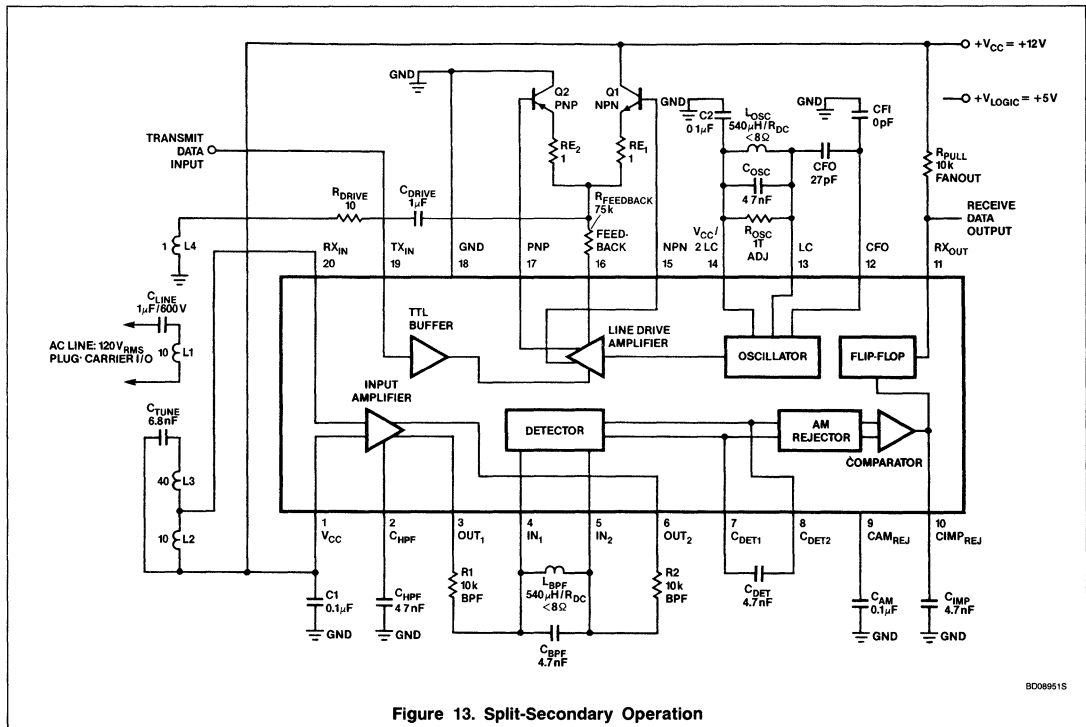 +VCC = +12V
GND
Q2
PNP
Q1
NPN
GND
C2
0 1µF
LOSC
540µH/RDC
<8Ω
GND
CFI
0pF
+VLOGIC = +5V
TRANSMIT
DATA
INPUT
RE2
1
RE1
1
COSC
4 7nF
CFO
27pF
RPULL
10k
FANOUT
RDRIVE
10
CDRIVE
1µF
RFEEDBACK
75k
FEED-
BACK
VCC/
2 LC
ROSC
1T
ADJ
RECEIVE
DATA
OUTPUT
1 L4
RXIN
20
TXIN
19
GND
18
PNP
17
16
NPN
15
14
LC
13
CFO
12
RXOUT
11
CLINE
1µF/600V
AC LINE: 120VRMS
PLUG· CARRIER I/O
10 L1
TTL
BUFFER
LINE DRIVE
AMPLIFIER
OSCILLATOR
FLIP-FLOP
CTUNE
6.8nF
INPUT
AMPLIFIER
DETECTOR
AM
REJECTOR
COMPARATOR
40 L3
10 L2
1
VCC
2
CHPF
3
OUT1
4
IN1
5
IN2
6
OUT2
7
CDET1
8
CDET2
9
CAMREJ
10
CIMPREJ
C1
0.1µF
GND
CHPF
4 7nF
GND
R1
10k
BPF
LBPF
540µH/RDC
<8Ω
CBPF
4.7nF
R2
10k
BPF
CDET
4.7nF
CAM
0.1µF
GND
CIMP
4.7nF
GND
BD08951S
Figure 13. Split-Secondary Operation